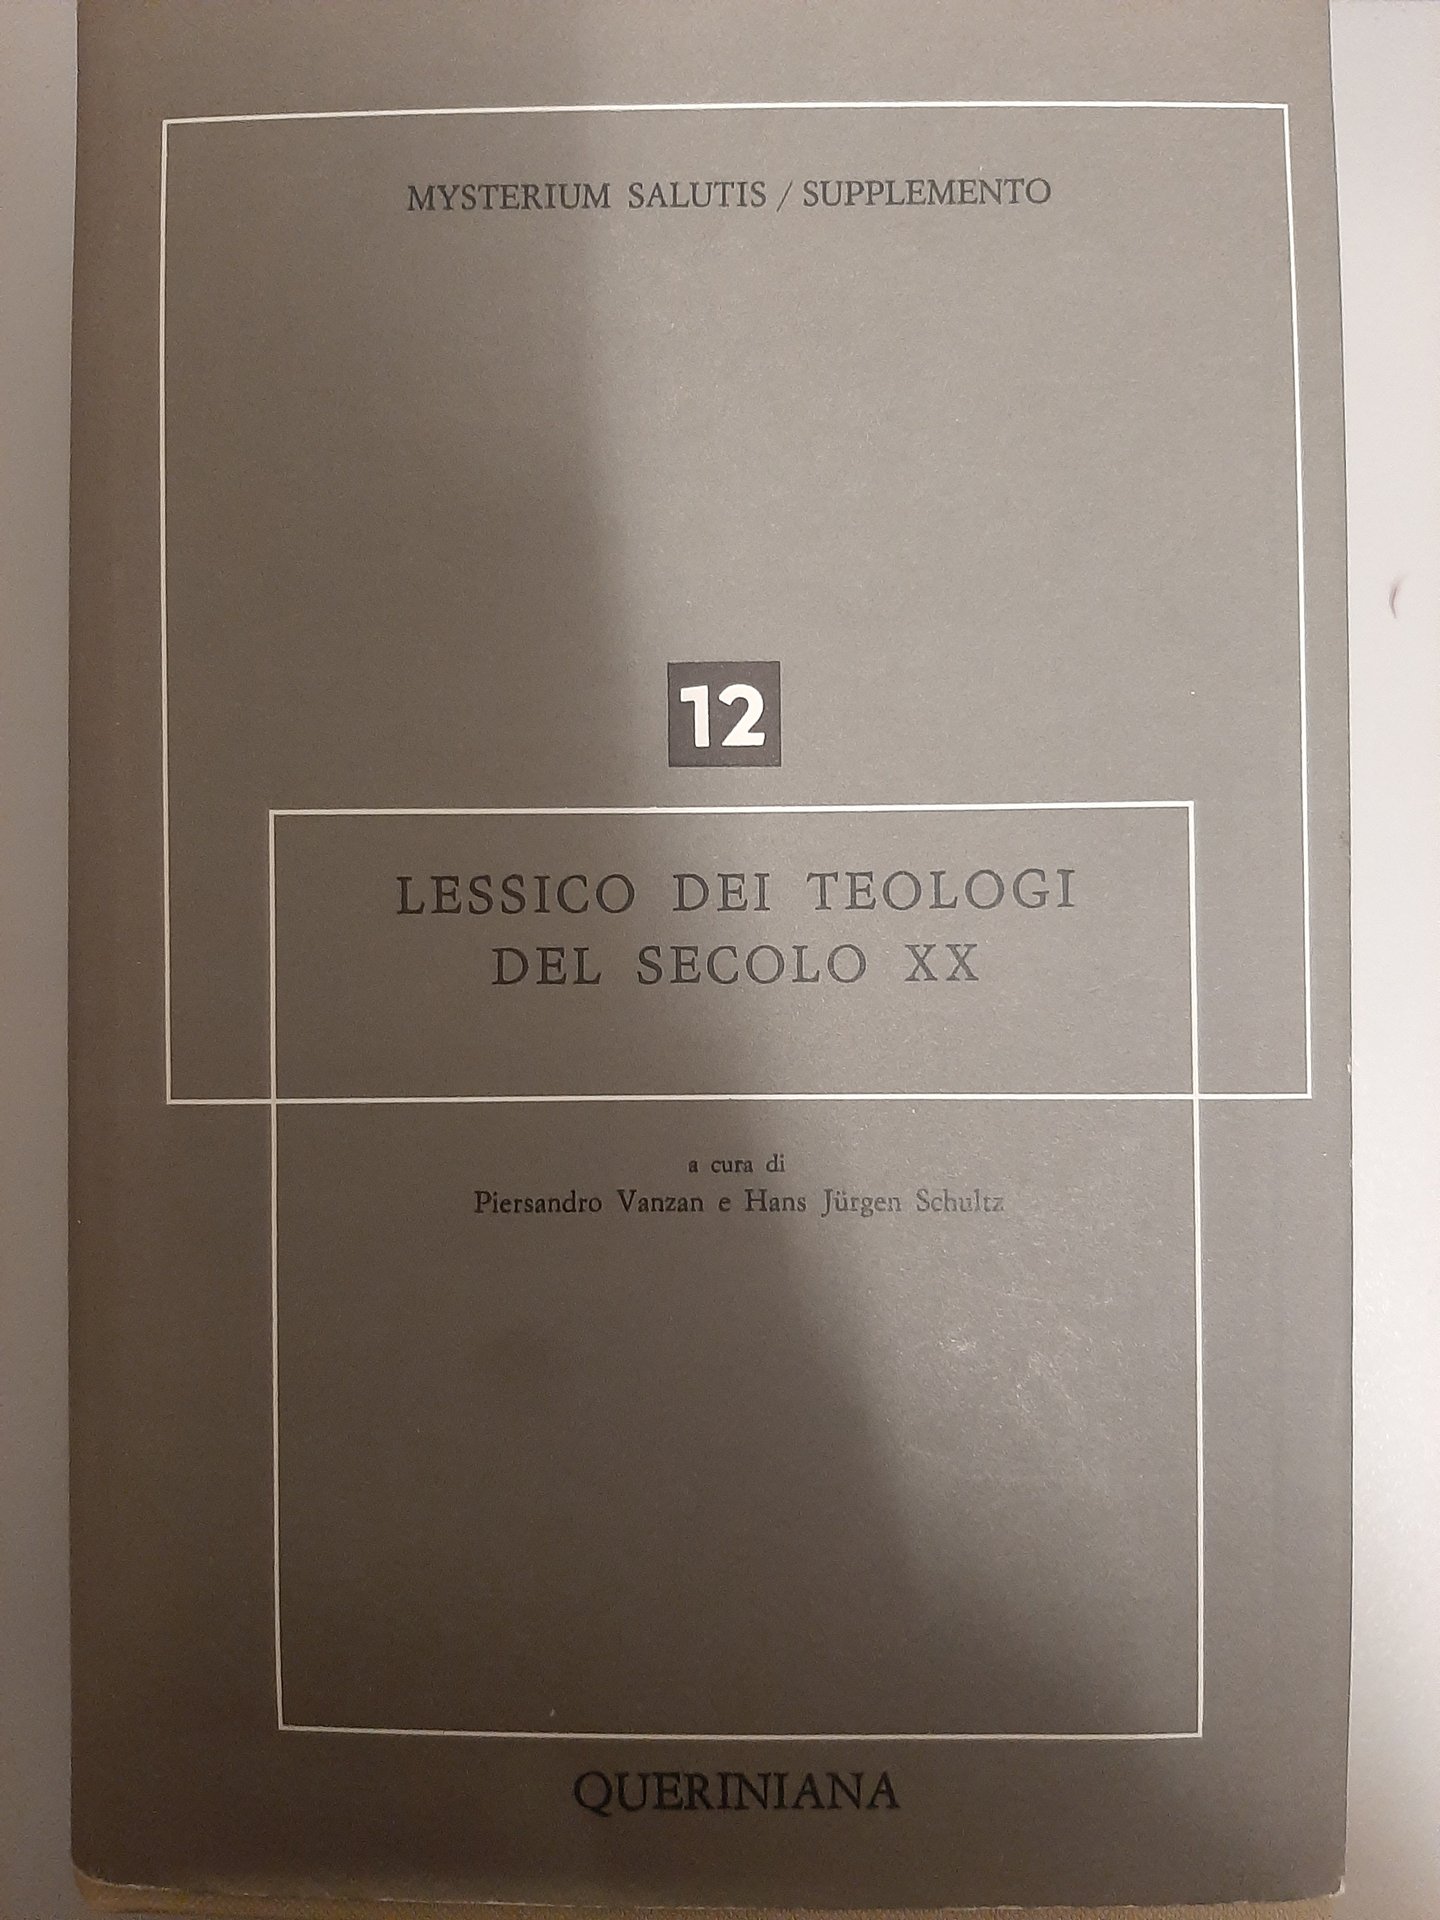 MYSTERIUM SALUTIS / SUPPLEMENTO
12
LESSICO DEI TEOLOGI
DEL SECOLO XX
a cura di
Piersandro Vanzan e Hans Jürgen Schultz
QUERINIANA